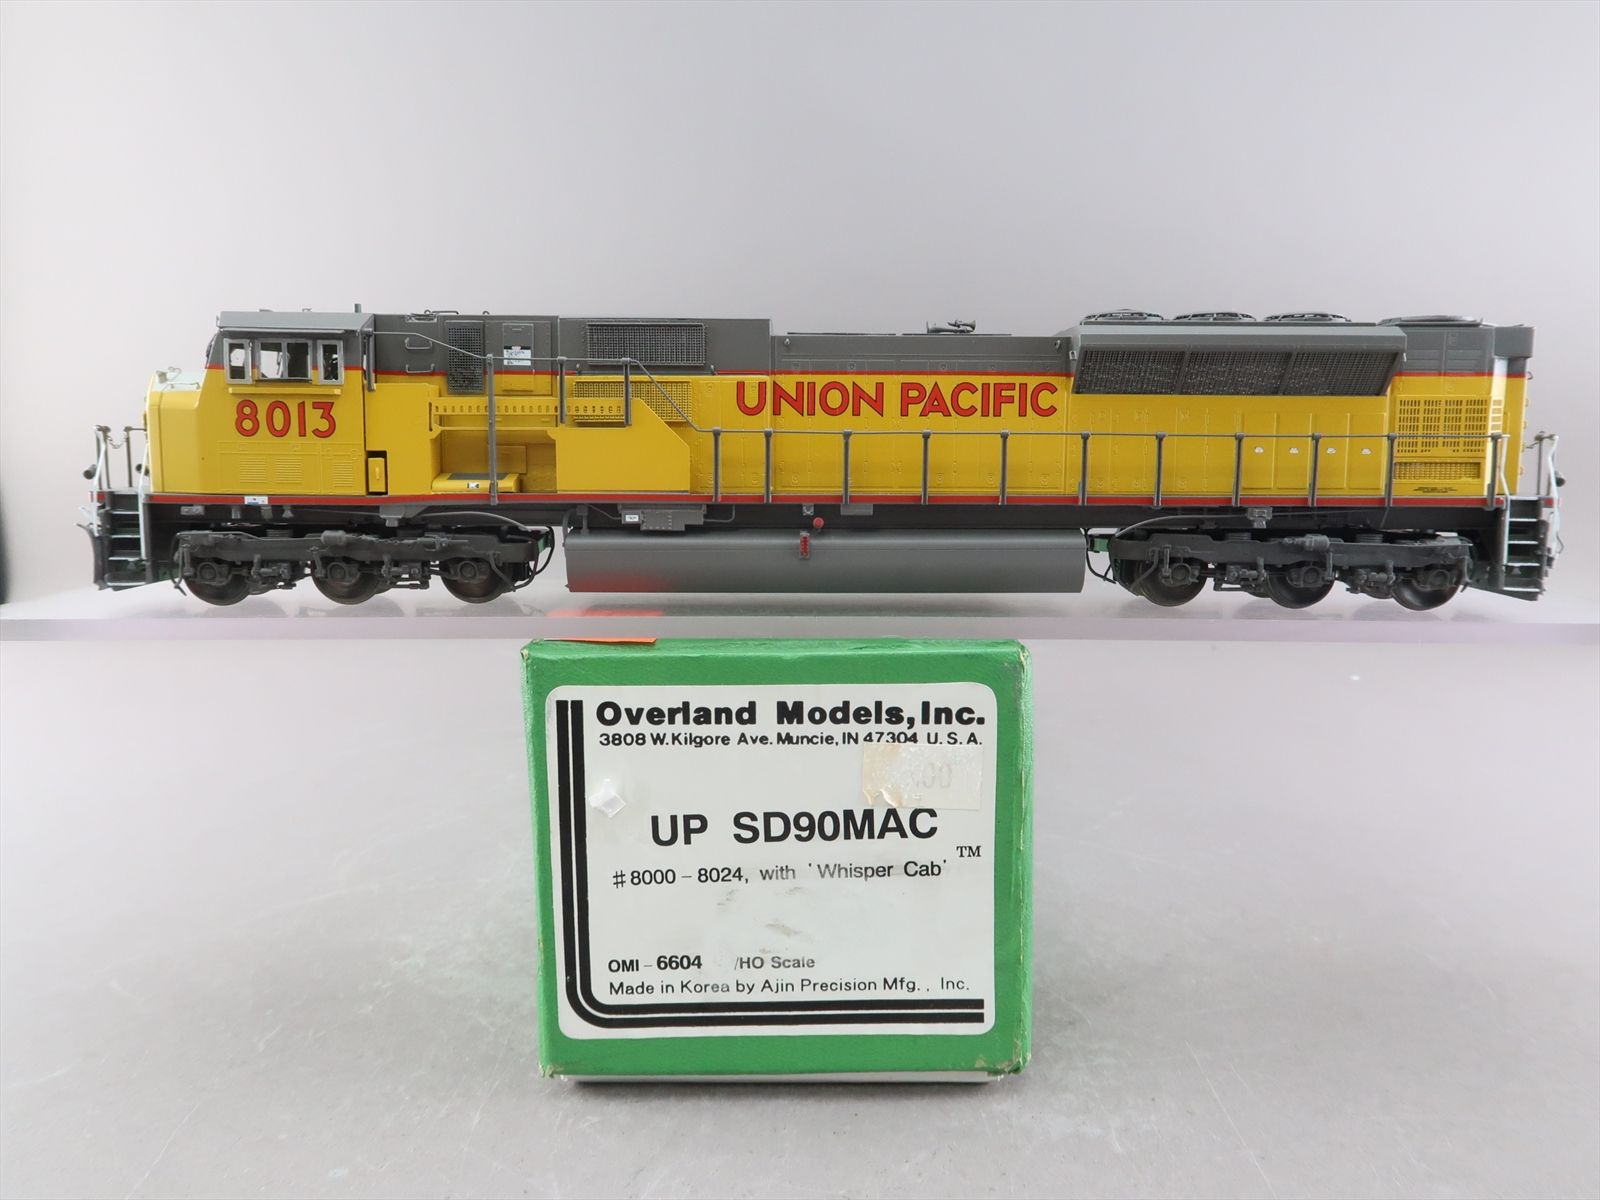 8013
UNION PACIFIC
Overland Models, Inc.
3808 W. Kilgore Ave. Muncie, IN 47304 U. S. A.
.00
UP SD90MAC
TM
#8000 - 8024, with 'Whisper Cab'
OMI - 6604 /HO Scale
Made in Korea by Ajin Precision Mfg., Inc.